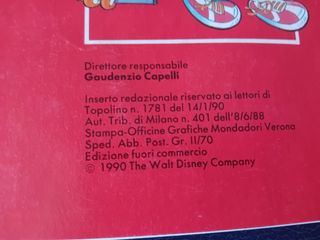 Direttore responsabile
Gaudenzio Capelli
Inserto redazionale riservato ai lettori di
Topolino n. 1781 del 14/1/90
Aut. Trib. di Milano n. 401 dell'8/6/88
Stampa-Officine Grafiche Mondadori Verona
Sped. Abb. Post. Gr. II/70
Edizione fuori commercio
© 1990 The Walt Disney Company